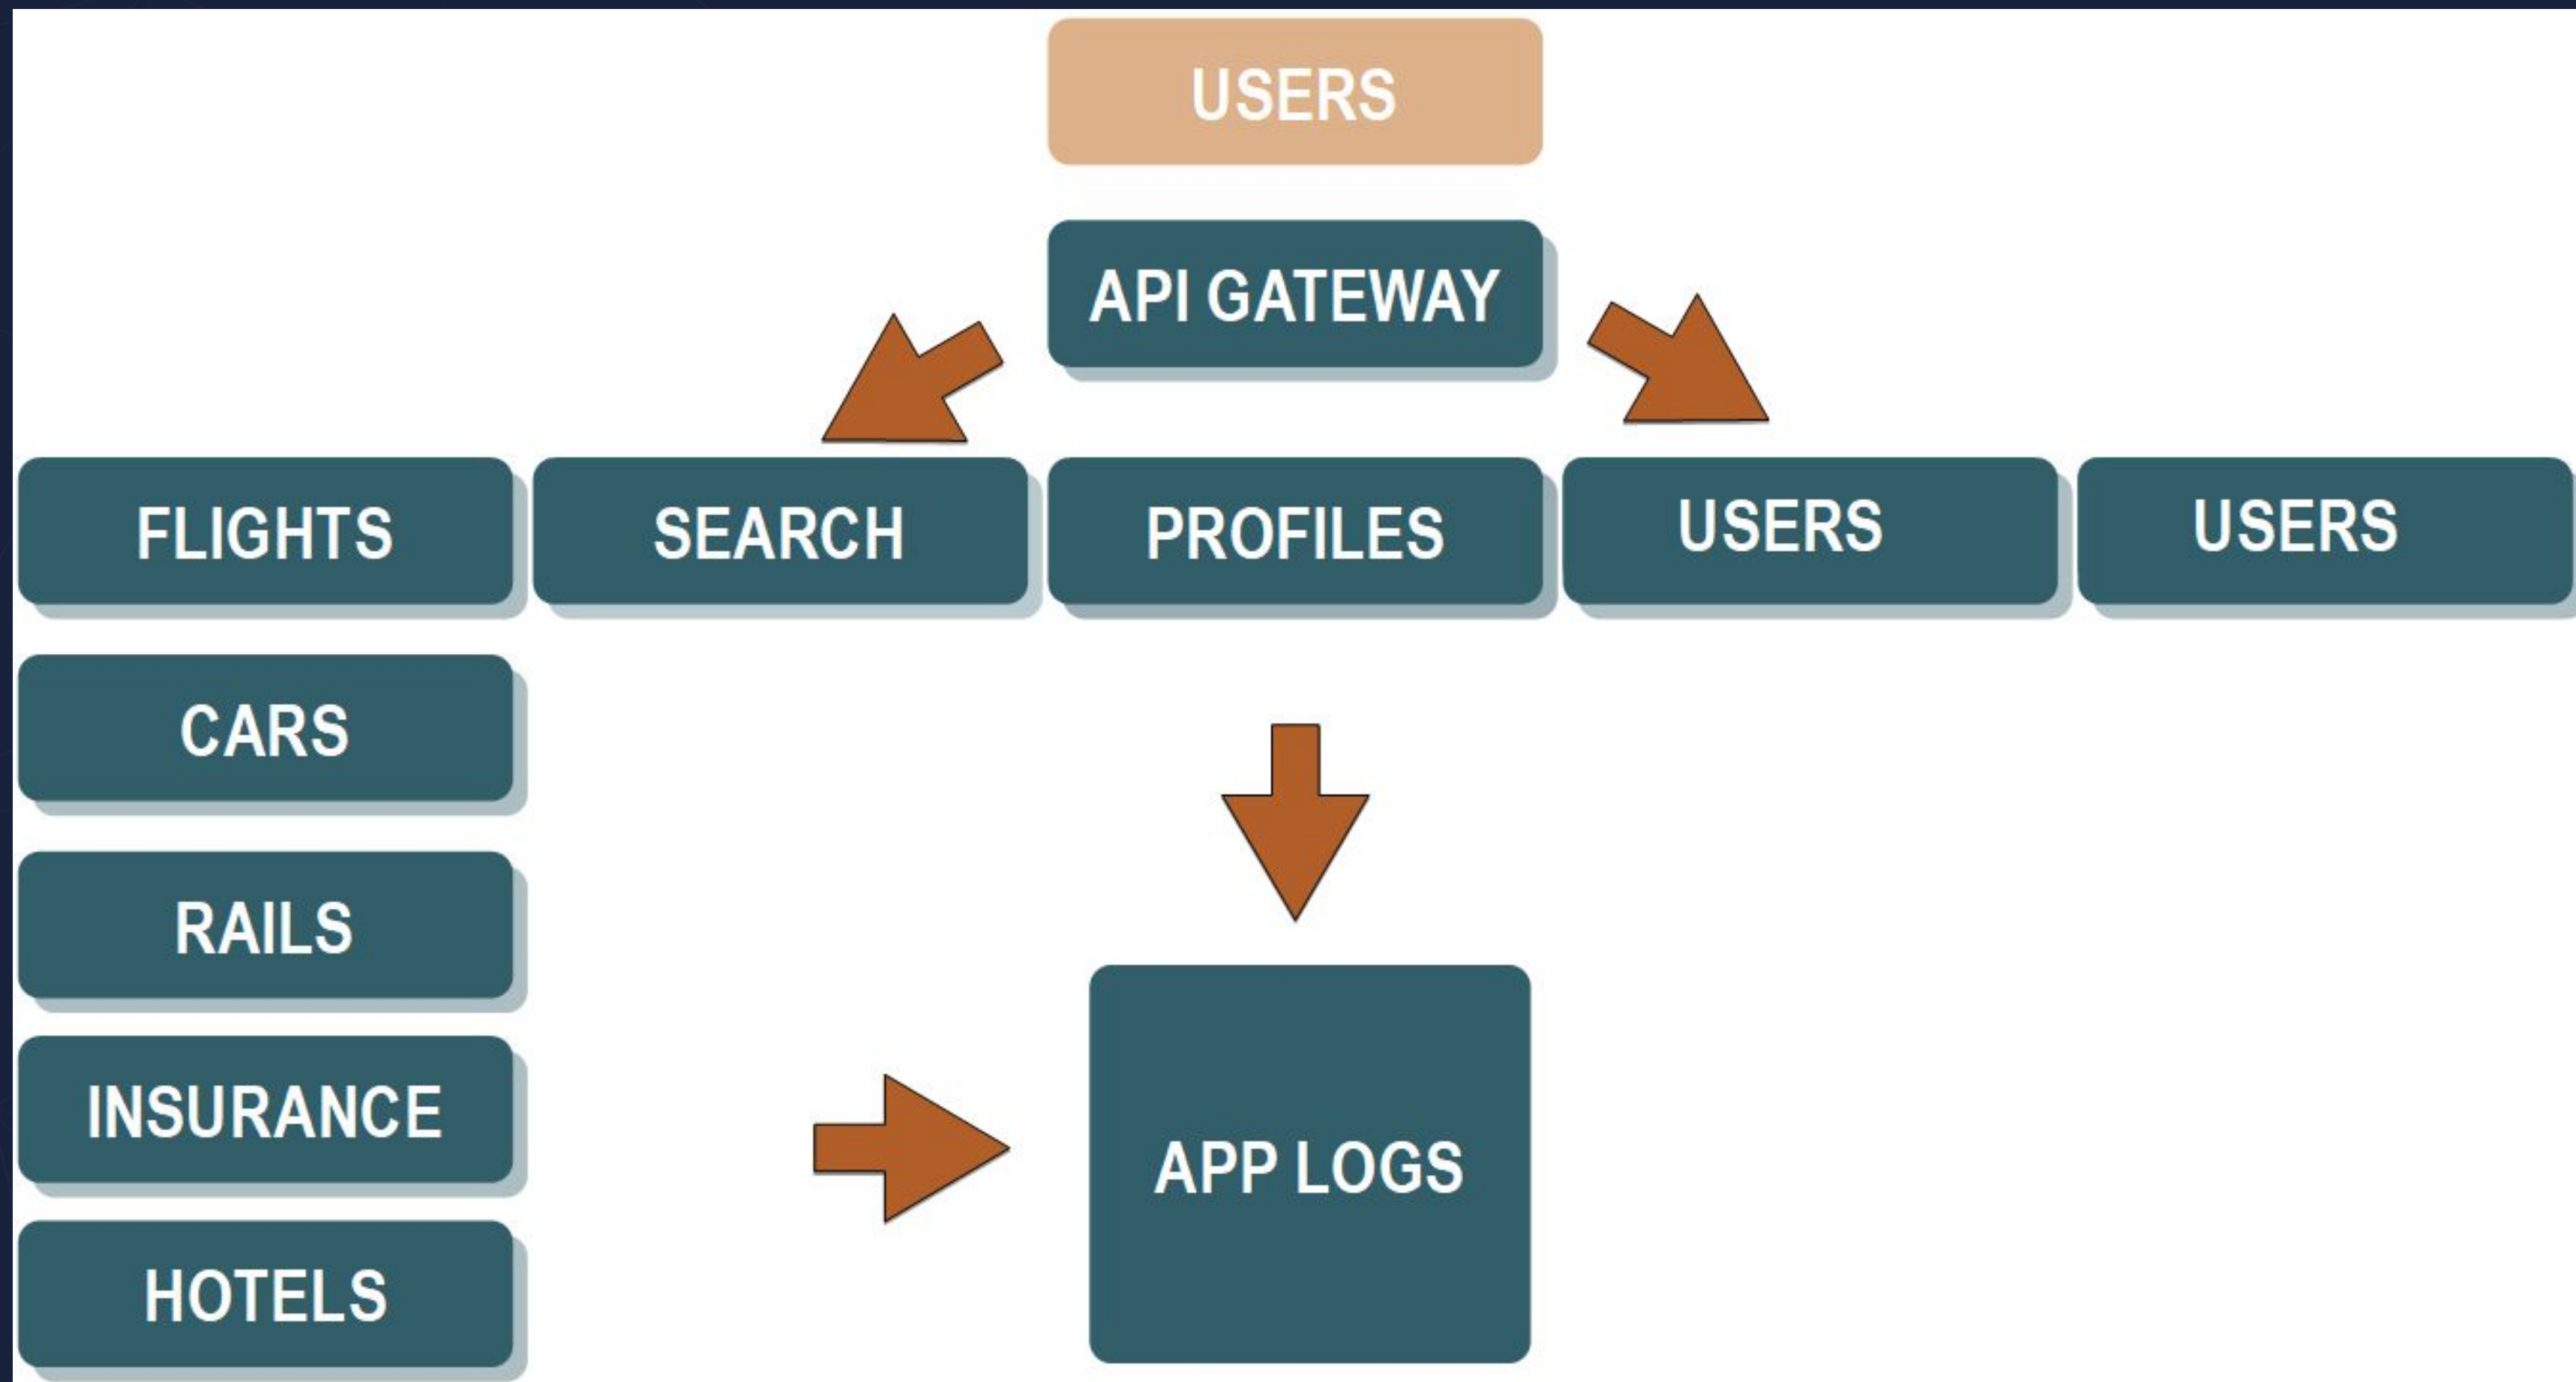 USERS
API GATEWAY
FLIGHTS
SEARCH
PROFILES
USERS
USERS
CARS
RAILS
INSURANCE
HOTELS
APP LOGS